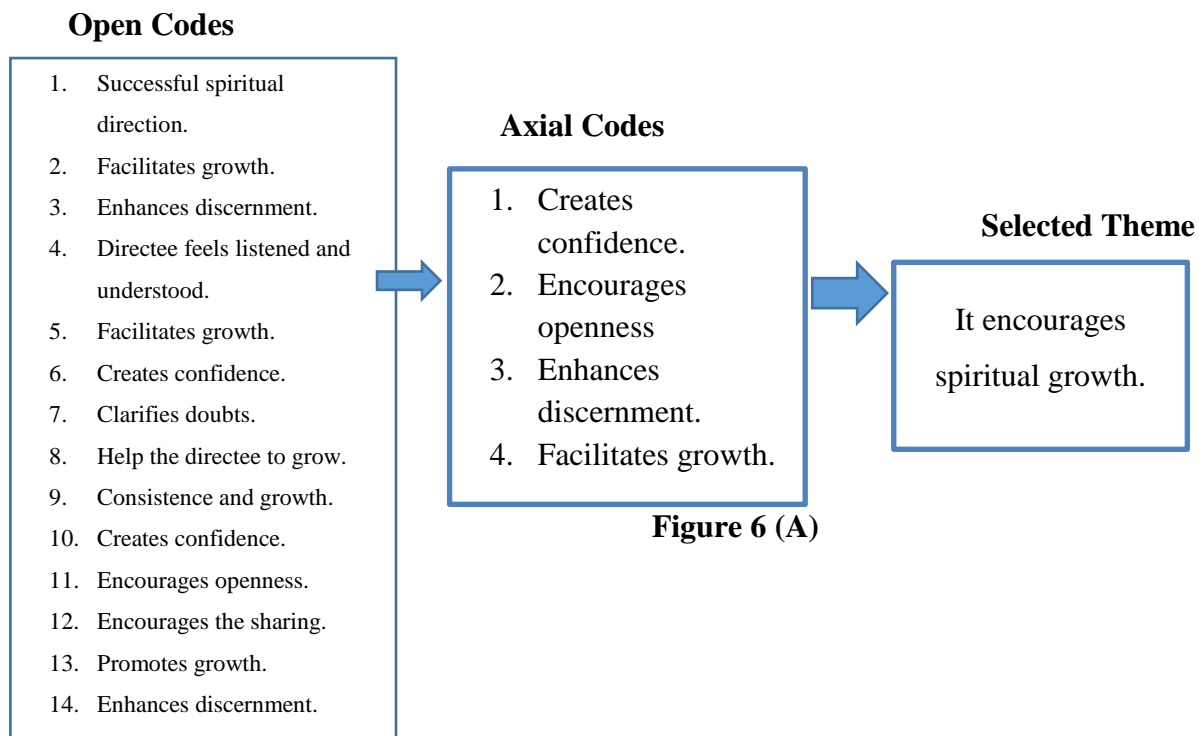 Open Codes
1. Successful spiritual
direction.
2. Facilitates growth.
3. Enhances discernment.
4. Directee feels listened and
understood.
5. Facilitates growth.
6. Creates confidence.
7. Clarifies doubts.
8. Help the directee to grow.
9. Consistence and growth.
10. Creates confidence.
11. Encourages openness.
12. Encourages the sharing.
13. Promotes growth.
14. Enhances discernment.
Axial Codes
1. Creates
confidence.
2. Encourages
openness
3. Enhances
discernment.
4. Facilitates growth.
Figure 6 (A)
Selected Theme
It encourages
spiritual growth.